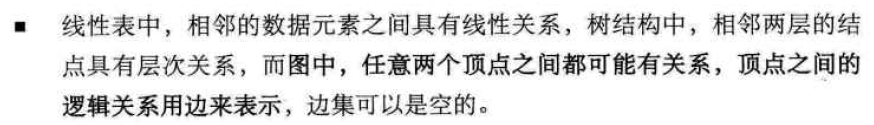 ■ 线性表中，相邻的数据元素之间具有线性关系，树结构中，相邻两层的结
点具有层次关系，而图中，任意两个顶点之间都可能有关系，顶点之间的
逻辑关系用边来表示，边集可以是空的。